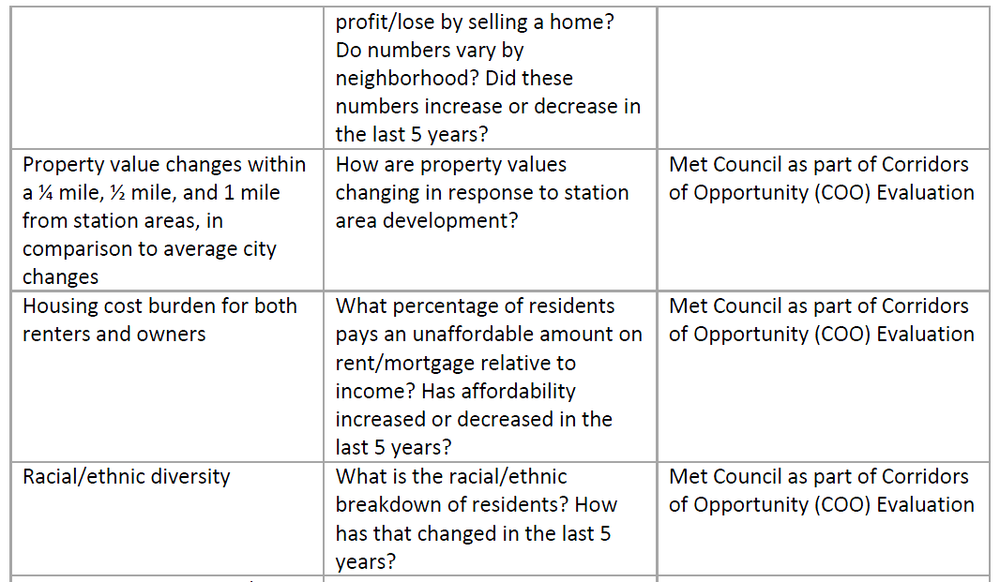 profit/lose by selling a home?
Do numbers vary by
neighborhood? Did these
numbers increase or decrease in
the last 5 years?
Property value changes within
a ¼ mile, ½ mile, and 1 mile
from station areas, in
comparison to average city
changes
How are property values
changing in response to station
area development?
Met Council as part of Corridors
of Opportunity (COO) Evaluation
Housing cost burden for both
renters and owners
What percentage of residents
pays an unaffordable amount on
rent/mortgage relative to
income? Has affordability
increased or decreased in the
last 5 years?
Met Council as part of Corridors
of Opportunity (COO) Evaluation
Racial/ethnic diversity
What is the racial/ethnic
breakdown of residents? How
has that changed in the last 5
years?
Met Council as part of Corridors
of Opportunity (COO) Evaluation